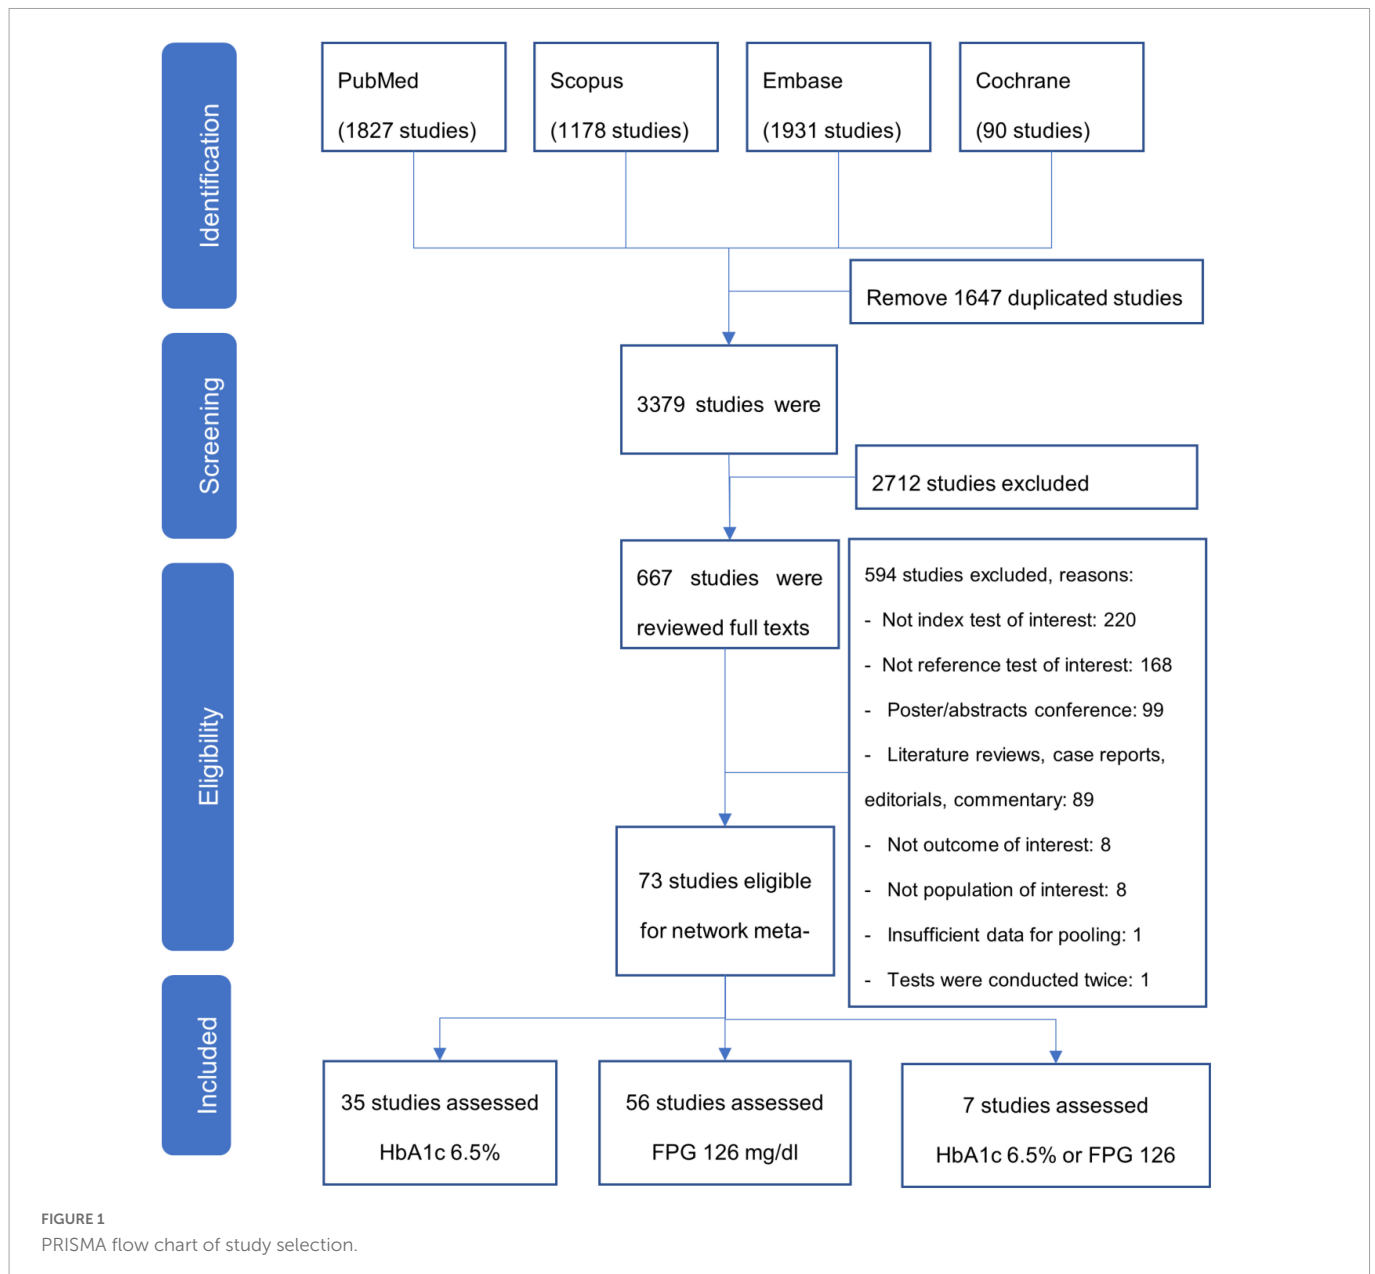 Identification
PubMed
(1827 studies)
Scopus
(1178 studies)
Embase
(1931 studies)
Cochrane
(90 studies)
Remove 1647 duplicated studies
Screening
3379 studies were
2712 studies excluded
Eligibility
667 studies were
reviewed full texts
594 studies excluded, reasons:
- Not index test of interest: 220
- Not reference test of interest: 168
- Poster/abstracts conference: 99
- Literature reviews, case reports,
editorials, commentary: 89
- Not outcome of interest: 8
- Not population of interest: 8
- Insufficient data for pooling: 1
- Tests were conducted twice: 1
73 studies eligible
for network meta-
Included
35 studies assessed
HbA1c 6.5%
56 studies assessed
FPG 126 mg/dl
7 studies assessed
HbA1c 6.5% or FPG 126
FIGURE 1
PRISMA flow chart of study selection.